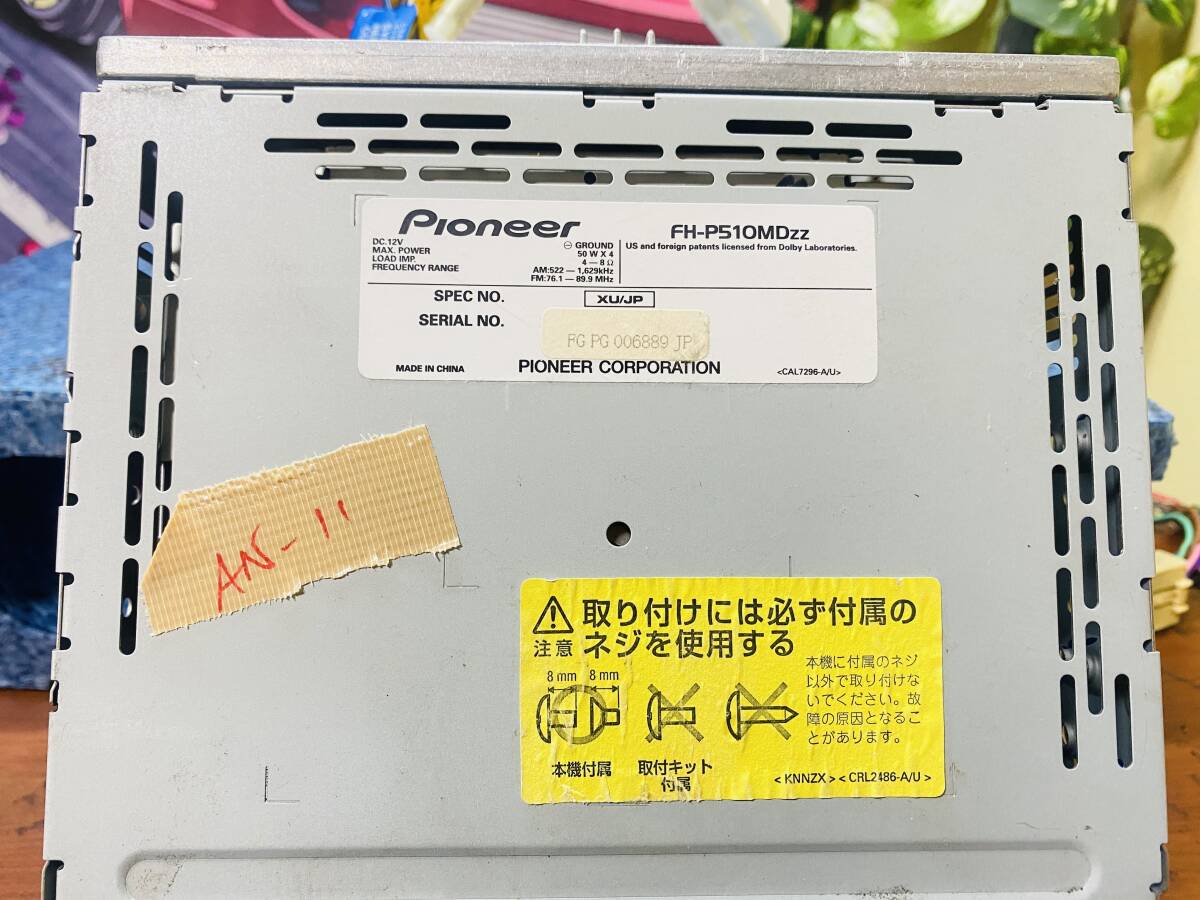 Pioneer
FH-P510MDzz
DC.12V
⊖ GROUND
MAX. POWER
50 W X 4
LOAD IMP.
4 — 8 Ω
FREQUENCY RANGE
AM:522 — 1,629kHz
FM:76.1 — 89.9 MHz
US and foreign patents licensed from Dolby Laboratories.
SPEC NO.
XU/JP
SERIAL NO.
FG PG 006889 JP
MADE IN CHINA
PIONEER CORPORATION
<CAL7296-A/U>
AN-11
注意
取り付けには必ず付属の
ネジを使用する
8 mm 8 mm
本機付属
取付キット
付属
本機に付属のネジ
以外で取り付けな
いでください。故
障の原因となるこ
とがあります。
< KNNZX > < CRL2486-A/U >